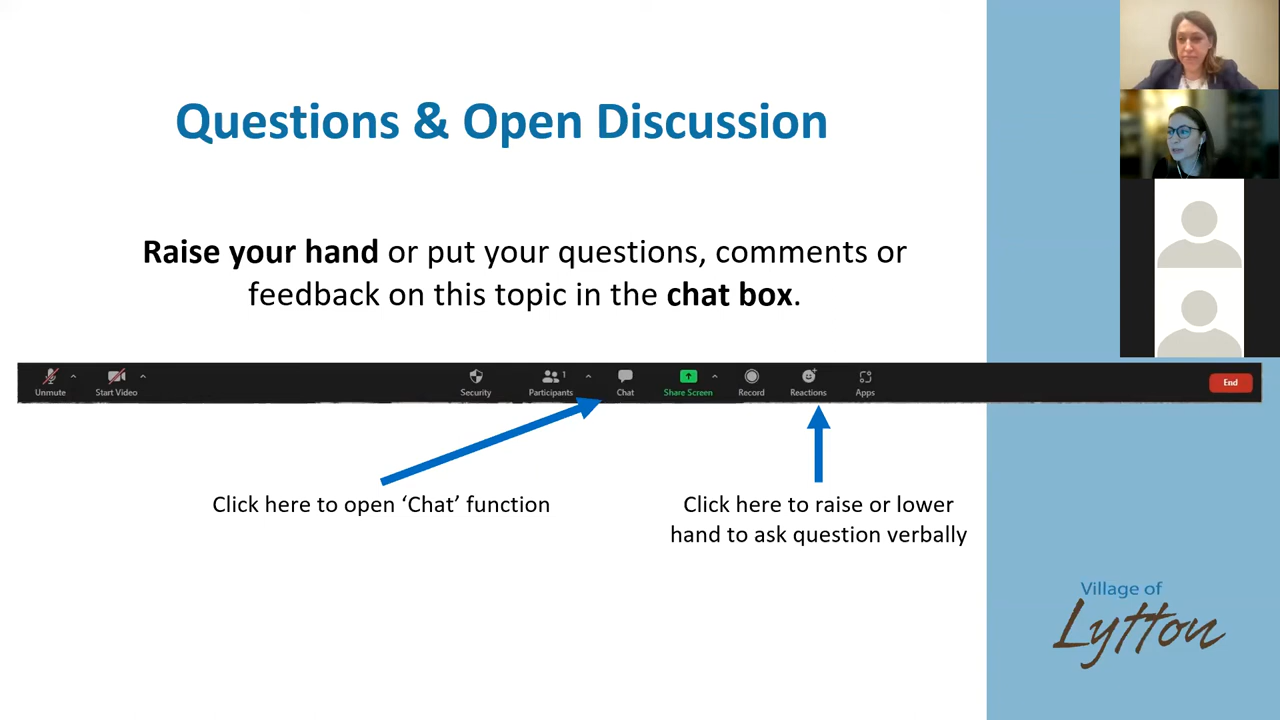 Questions & Open Discussion
Raise your hand or put your questions, comments or
feedback on this topic in the chat box.
Unmute
Start Video
Security
1
Participants
Chat
Share Screen
Record
Reactions
Apps
End
Click here to open ‘Chat’ function
Click here to raise or lower
hand to ask question verbally
Village of
Lytton